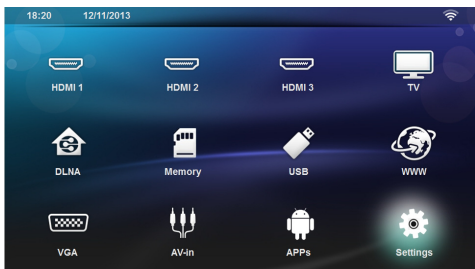 18:20 12/11/2013
HDMI 1 HDMI 2 HDMI 3 TV
DLNA Memory USB WWW
VGA AV-in APPs Settings